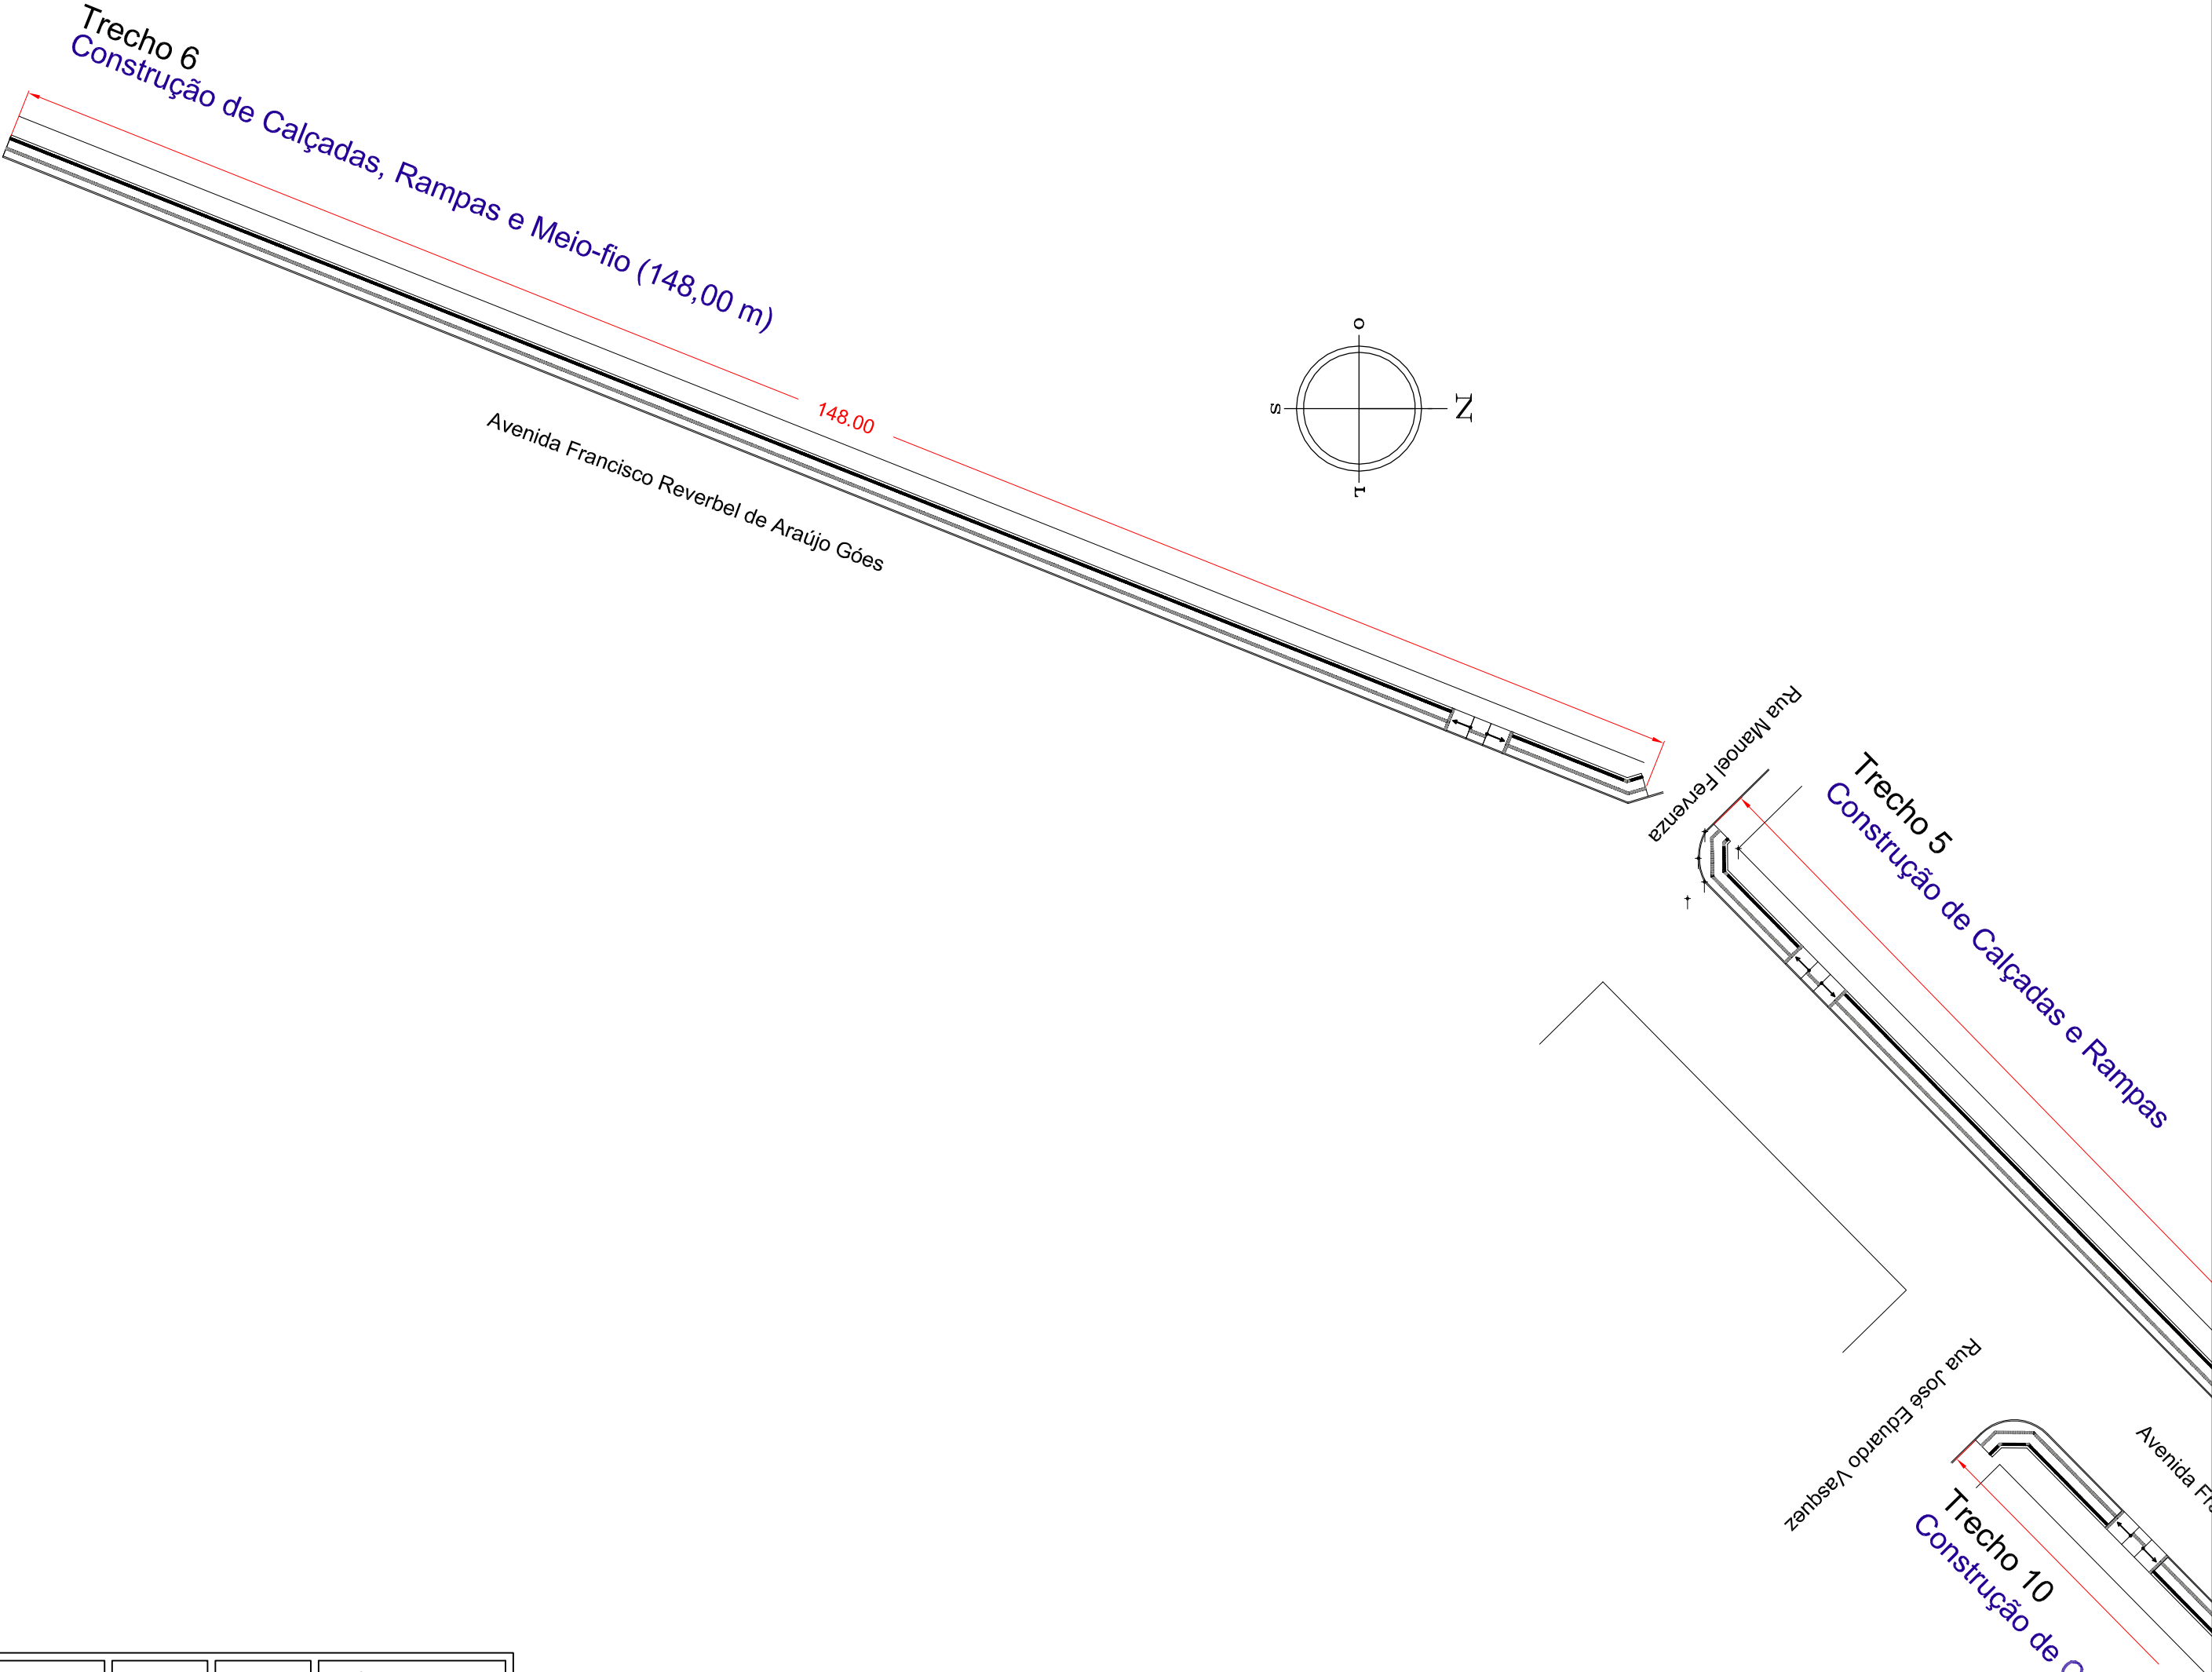 Trecho 6
Construção de Calçadas, Rampas e Meio-fio (148,00 m)
148.00
Avenida Francisco Reverbel de Araújo Góes
O
S
N
L
Rua Manoel Fervenza
Trecho 5
Construção de Calçadas e Rampas
Rua José Eduardo Vasquez
Avenida
Trecho 10
Construção de